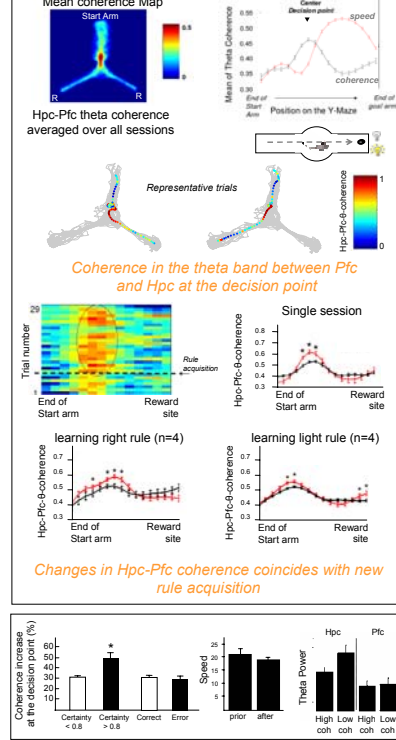 Mean coherence Map
Start Arm
0.5
0
R
R
Hpc-Pfc theta coherence
averaged over all sessions
Mean of Theta Coherence
0.55
0.50
0.45
0.40
0.35
0.30
Center
Decision point
speed
coherence
End of
Start
Arm
Position on the Y-Maze
End of
goal arm
Representative trials
Hpc-Pfc-θ-coherence
1
0
Coherence in the theta band between Pfc
and Hpc at the decision point
Trial number
29
1
Rule
acquisition
End of
Start arm
Reward
site
Single session
Hpc-Pfc-θ-coherence
0.8
0.7
0.6
0.5
0.4
0.3
End of
Start arm
Reward
site
learning right rule (n=4)
Hpc-Pfc-θ-coherence
0.7
0.6
0.5
0.4
0.3
End of
Start arm
Reward
site
learning light rule (n=4)
Hpc-Pfc-θ-coherence
0.7
0.6
0.5
0.4
0.3
End of
Start arm
Reward
site
Changes in Hpc-Pfc coherence coincides with new
rule acquisition
Coherence increase
at the decision point (%)
60
50
40
30
20
10
*
Certainty
< 0.8
Certainty
> 0.8
Correct
Error
Speed
25
20
15
10
5
prior
after
Theta Power
Hpc
Pfc
High
coh
Low
coh
High
coh
Low
coh